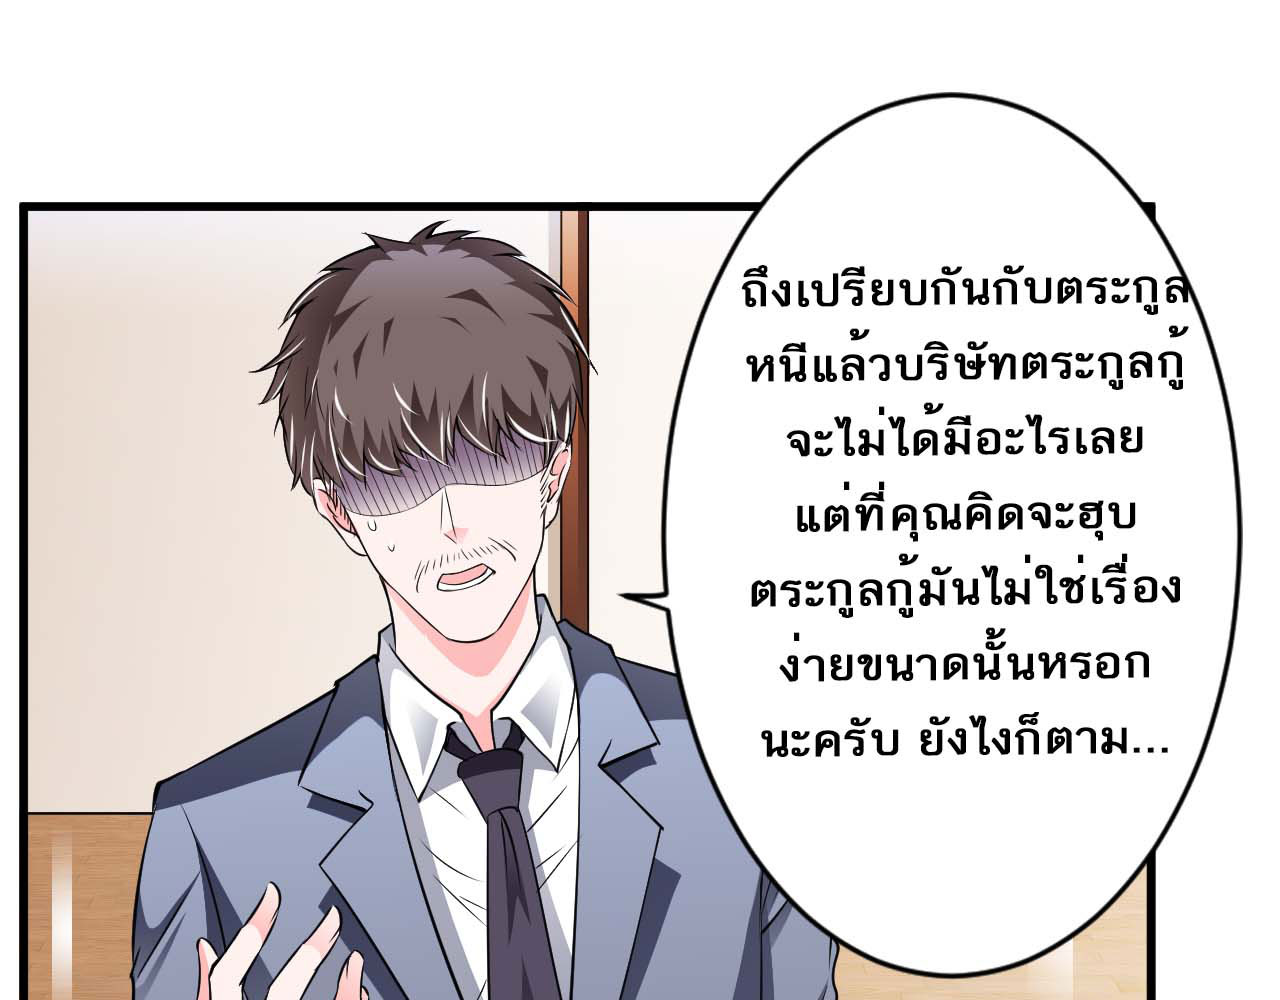 ถึงเปรียบกันกับตระกูล
หนีแล้วบริษัทตระกูลกู้
จะไม่ได้มีอะไรเลย
แต่ที่คุณคิดจะฮุบ
ตระกูลกู้มันไม่ใช่เรื่อง
ง่ายขนาดนั้นหรอก
นะครับ ยังไงก็ตาม...